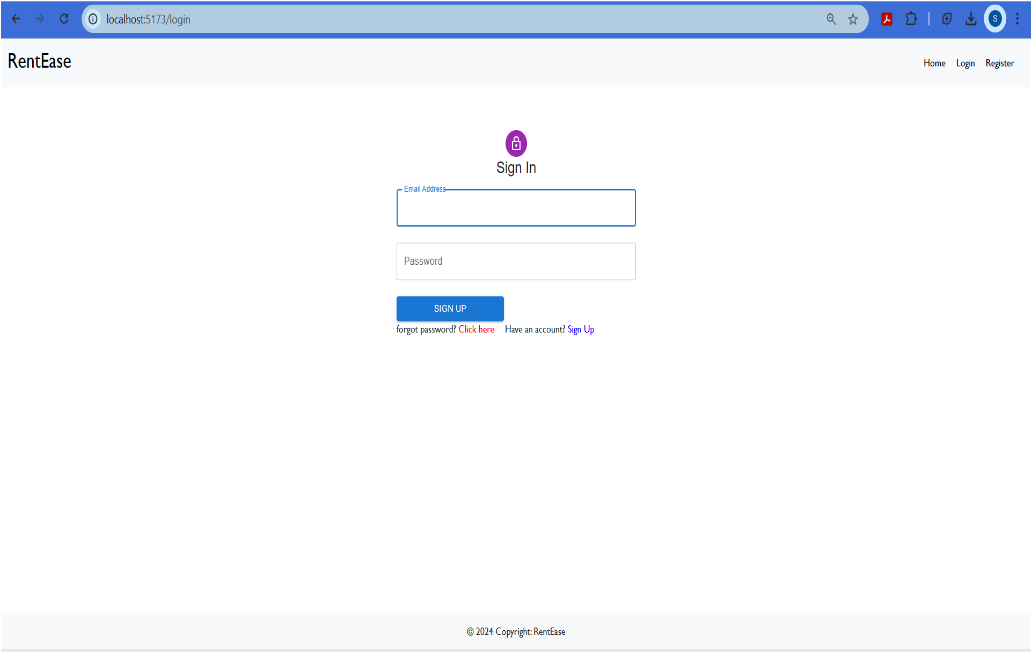 localhost:5173/login
S
RentEase
Home Login Register
Sign In
Email Address
Password
SIGN UP
forgot password? Click here Have an account? Sign Up
© 2024 Copyright: RentEase